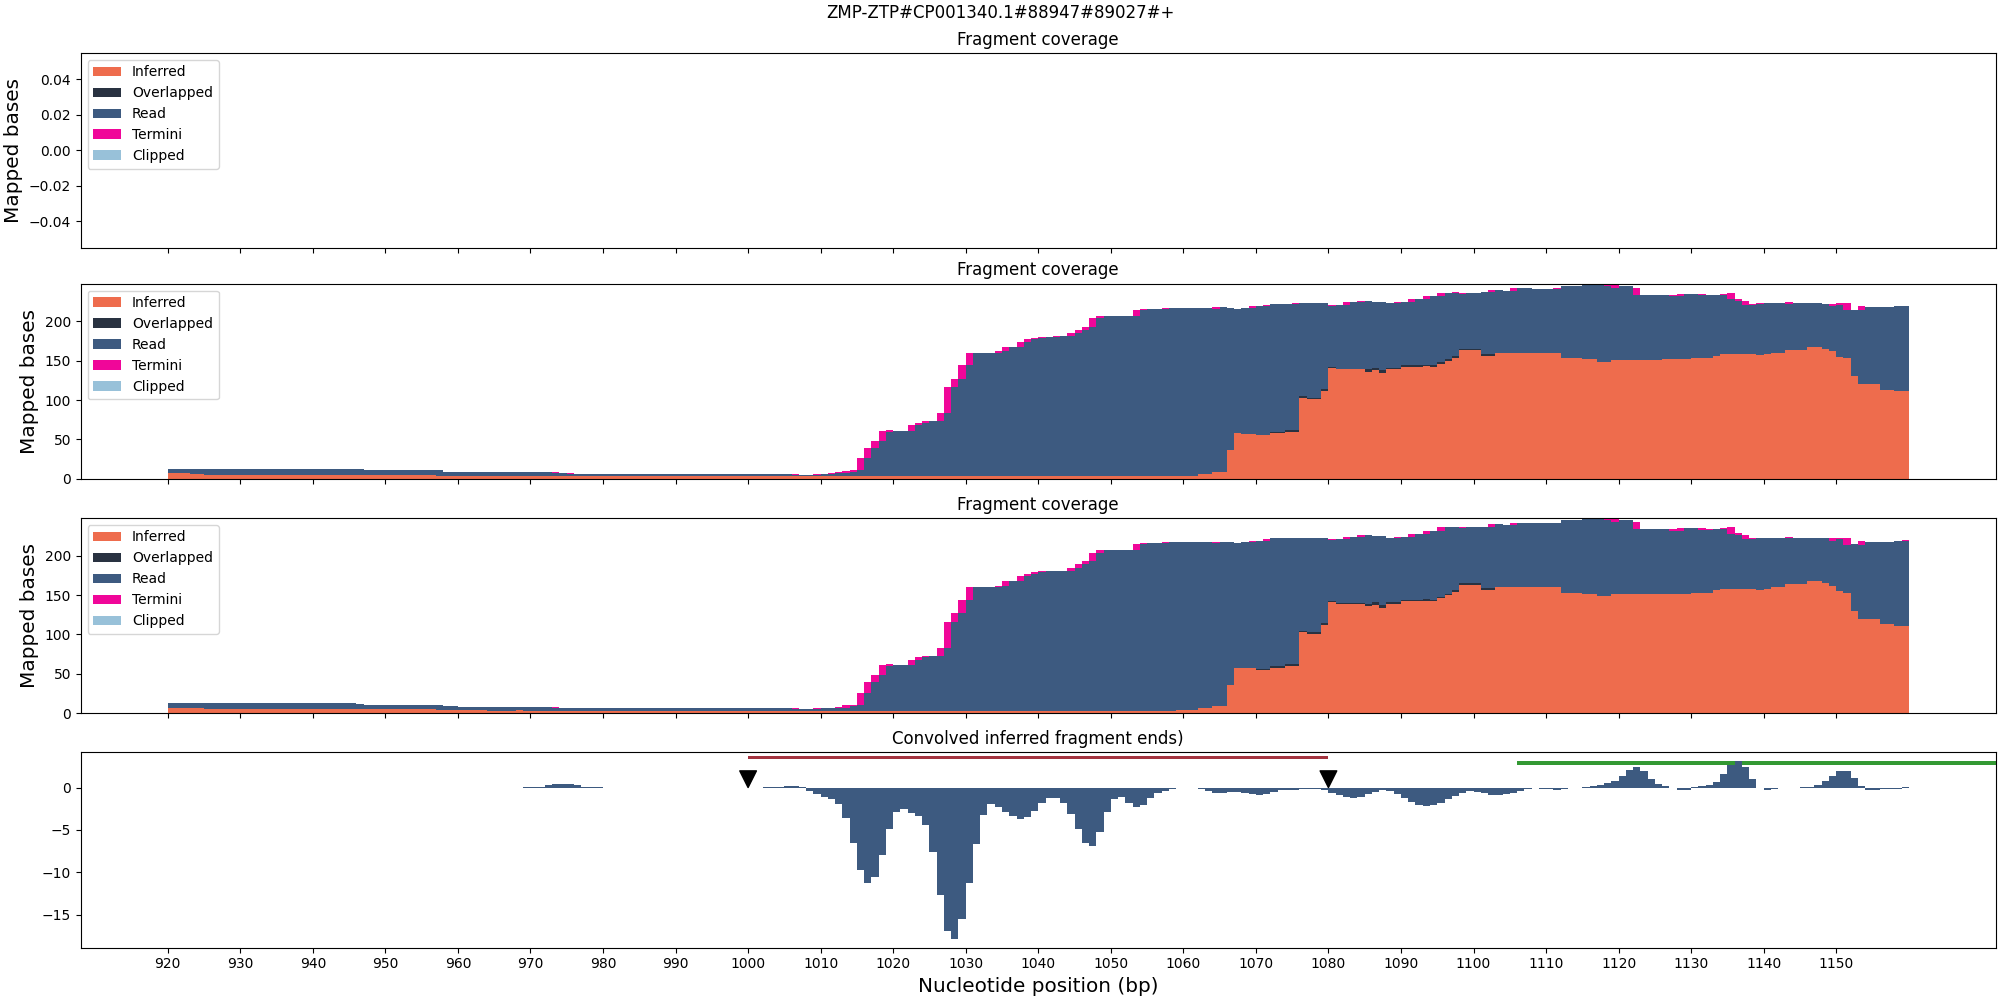 ZMP-ZTP#CP001340.1#88947#89027#+
Fragment coverage
Mapped bases
0.04
0.02
0.00
−0.02
−0.04
Inferred
Overlapped
Read
Termini
Clipped
Fragment coverage
Mapped bases
200
150
100
50
0
Inferred
Overlapped
Read
Termini
Clipped
Fragment coverage
Mapped bases
200
150
100
50
0
Inferred
Overlapped
Read
Termini
Clipped
Convolved inferred fragment ends)
0
−5
−10
−15
920 930 940 950 960 970 980 990 1000 1010 1020 1030 1040 1050 1060 1070 1080 1090 1100 1110 1120 1130 1140 1150
Nucleotide position (bp)